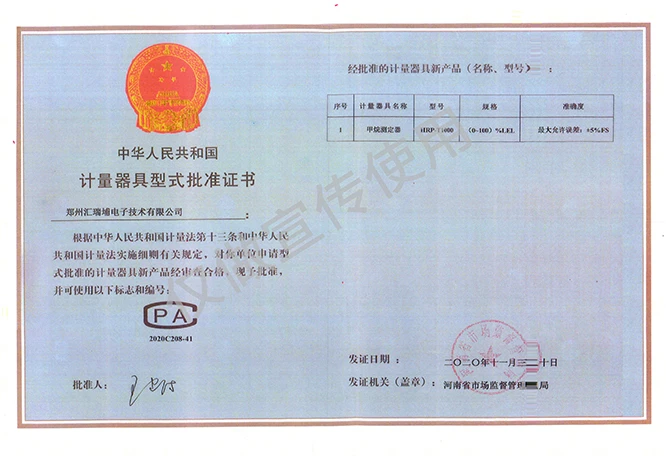 中华人民共和国
计量器具型式批准证书
郑州汇瑞埔电子技术有限公司：
根据中华人民共和国计量法第十三条和中华人民
共和国计量法实施细则有关规定，对你单位申请型
式批准的计量器具新产品经审查合格，现予批准，
并可使用以下标志和编号：
CPA
2020C208-41
批准人：
经批准的计量器具新产品（名称、型号）：
序号 计量器具名称 型号 规格 准确度
1 甲烷测定器 HRP-T1000 (0-100) %LEL 最大允许误差：±5%FS
发证日期： 二〇二〇年十一月三十日
发证机关（盖章）： 河南省市场监督管理局
仅做宣传使用